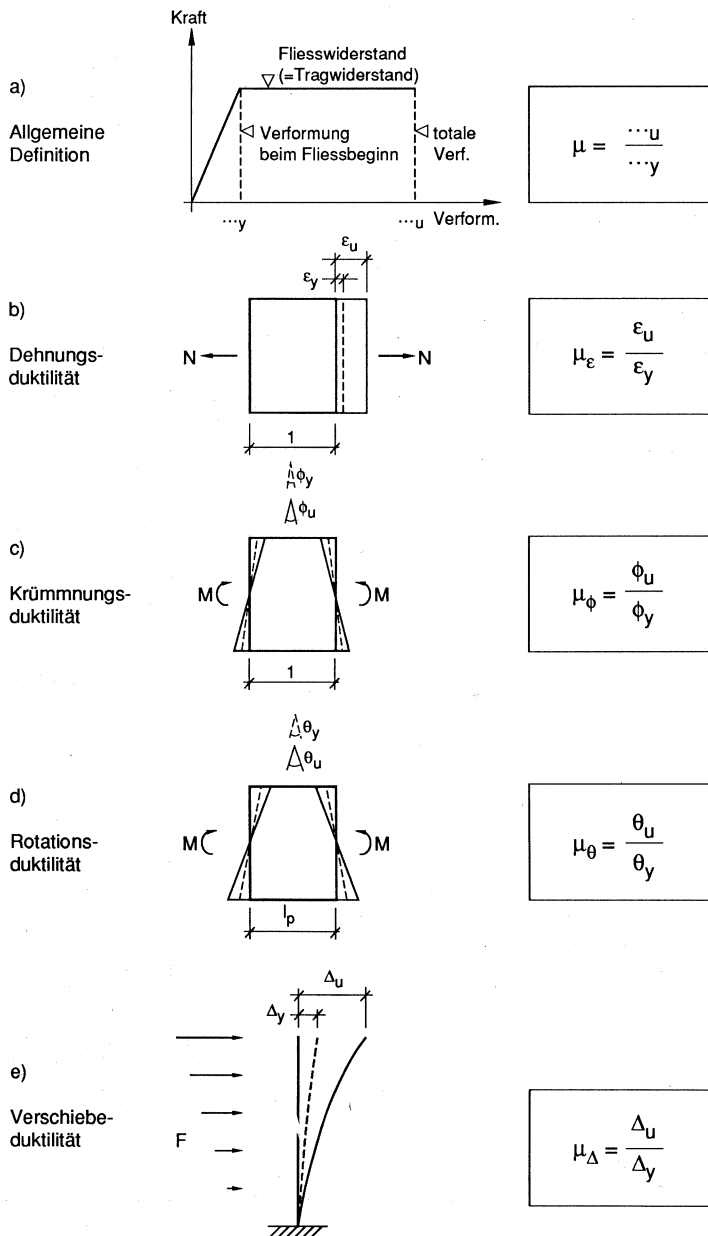 Kraft
Fliesswiderstand
(=Tragwiderstand)
a)
Allgemeine
Definition
Verformung
beim Fliessbeginn
totale
Verf.
μ = ···u / ···y
···y
···u
Verform.
εu
εy
b)
Dehnungs-
duktilität
N
N
με = εu / εy
1
ϕy
ϕu
c)
Krümmnungs-
duktilität
M
M
μϕ = ϕu / ϕy
1
θy
θu
d)
Rotations-
duktilität
M
M
μθ = θu / θy
lp
Δu
Δy
e)
Verschiebe-
duktilität
F
μΔ = Δu / Δy